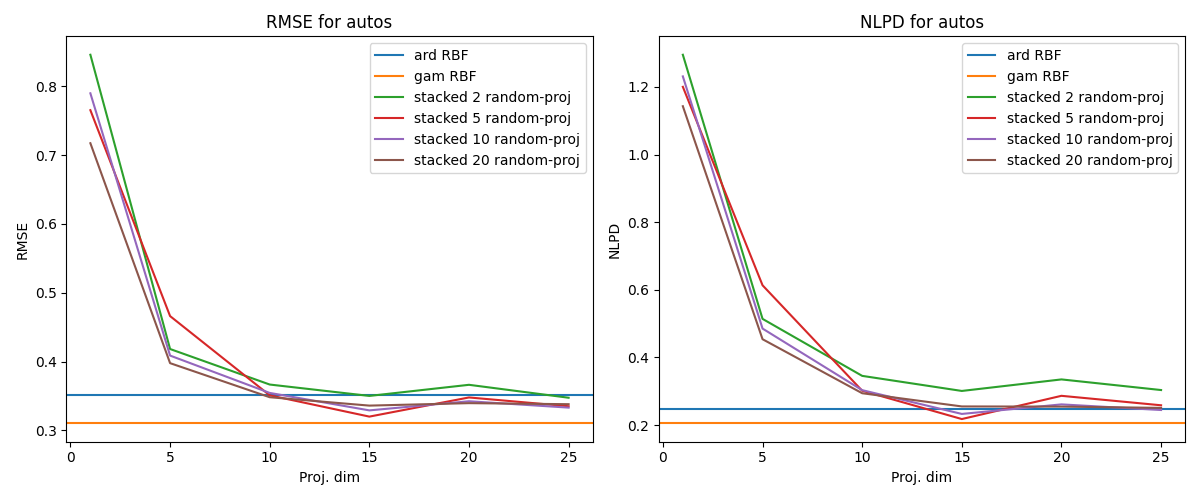 RMSE for autos
RMSE
0.8
0.7
0.6
0.5
0.4
0.3
0
5
10
15
20
25
Proj. dim
ard RBF
gam RBF
stacked 2 random-proj
stacked 5 random-proj
stacked 10 random-proj
stacked 20 random-proj
NLPD for autos
NLPD
1.2
1.0
0.8
0.6
0.4
0.2
0
5
10
15
20
25
Proj. dim
ard RBF
gam RBF
stacked 2 random-proj
stacked 5 random-proj
stacked 10 random-proj
stacked 20 random-proj